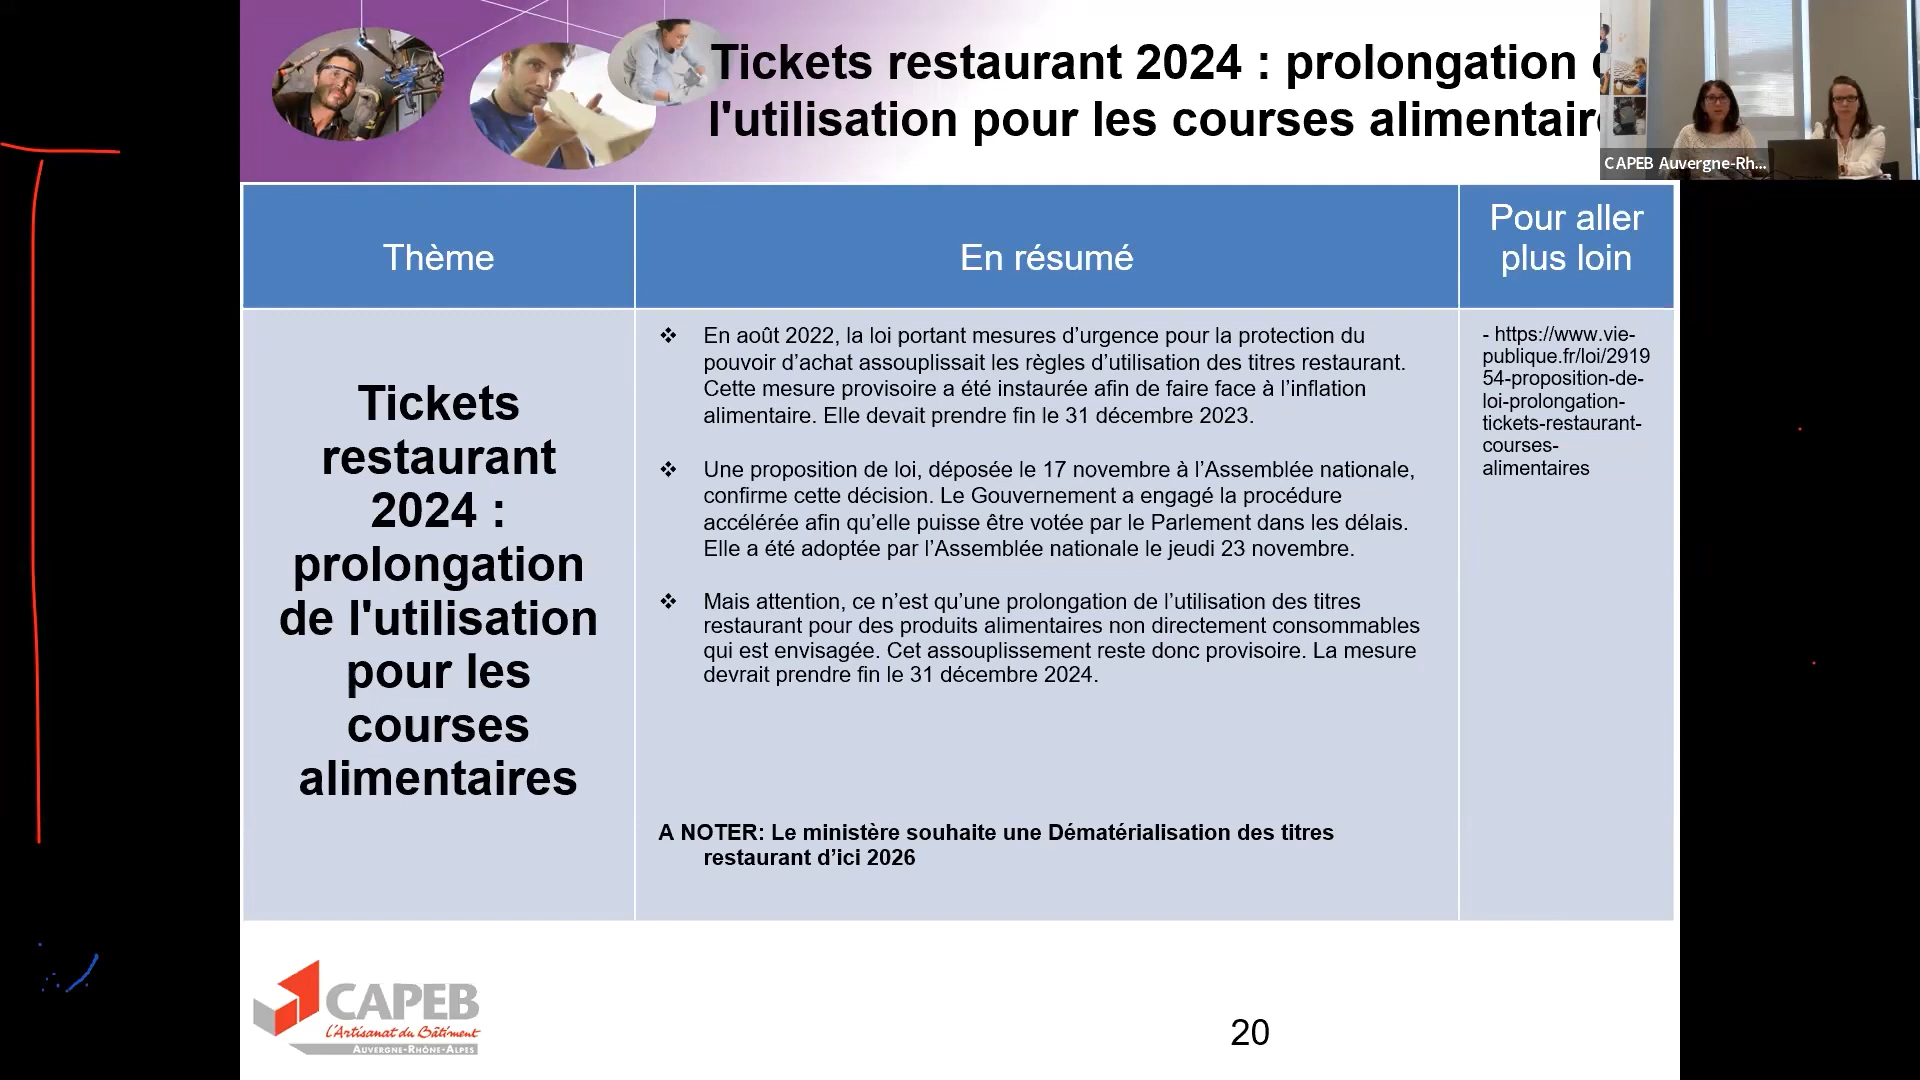 Tickets restaurant 2024 : prolongation
l'utilisation pour les courses alimentair
CAPEB Auvergne-Rh...
Thème
En résumé
Pour aller
plus loin
Tickets
restaurant
2024 :
prolongation
de l'utilisation
pour les
courses
alimentaires
❖ En août 2022, la loi portant mesures d’urgence pour la protection du
pouvoir d’achat assouplissait les règles d’utilisation des titres restaurant.
Cette mesure provisoire a été instaurée afin de faire face à l’inflation
alimentaire. Elle devait prendre fin le 31 décembre 2023.
❖ Une proposition de loi, déposée le 17 novembre à l’Assemblée nationale,
confirme cette décision. Le Gouvernement a engagé la procédure
accélérée afin qu’elle puisse être votée par le Parlement dans les délais.
Elle a été adoptée par l’Assemblée nationale le jeudi 23 novembre.
❖ Mais attention, ce n’est qu’une prolongation de l’utilisation des titres
restaurant pour des produits alimentaires non directement consommables
qui est envisagée. Cet assouplissement reste donc provisoire. La mesure
devrait prendre fin le 31 décembre 2024.
A NOTER: Le ministère souhaite une Dématérialisation des titres
restaurant d’ici 2026
- https://www.vie-
publique.fr/loi/2919
54-proposition-de-
loi-prolongation-
tickets-restaurant-
courses-
alimentaires
CAPEB
L'Artisanat du Bâtiment
AUVERGNE-RHÔNE-ALPES
20